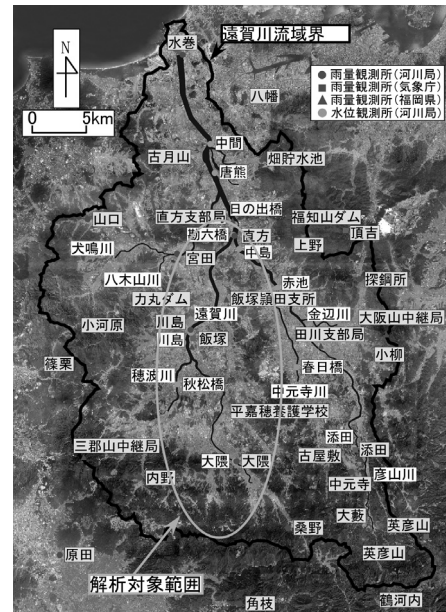 遠賀川流域界
水巻
N
0 5km
●雨量観測所(河川局)
■雨量観測所(気象庁)
▲雨量観測所(福岡県)
●水位観測所(河川局)
八幡
中間
古月山
畑貯水池
唐熊
日の出橋
直方支部局
山口
勘六橋
直方
福知山ダム
頂吉
犬鳴川
宮田
中島
上野
探鋼所
八木山川
赤池
力丸ダム
遠賀川
飯塚頴田支所
金辺川
大阪山中継局
小河原
川島
田川支部局
川島
飯塚
小柳
篠栗
春日橋
穂波川
秋松橋
中元寺川
平嘉穂養護学校
添田
三郡山中継局
大隈
大隈
古屋敷
添田
内野
中元寺
彦山川
大藪
桑野
英彦山
原田
英彦山
解析対象範囲
角枝
鶴河内